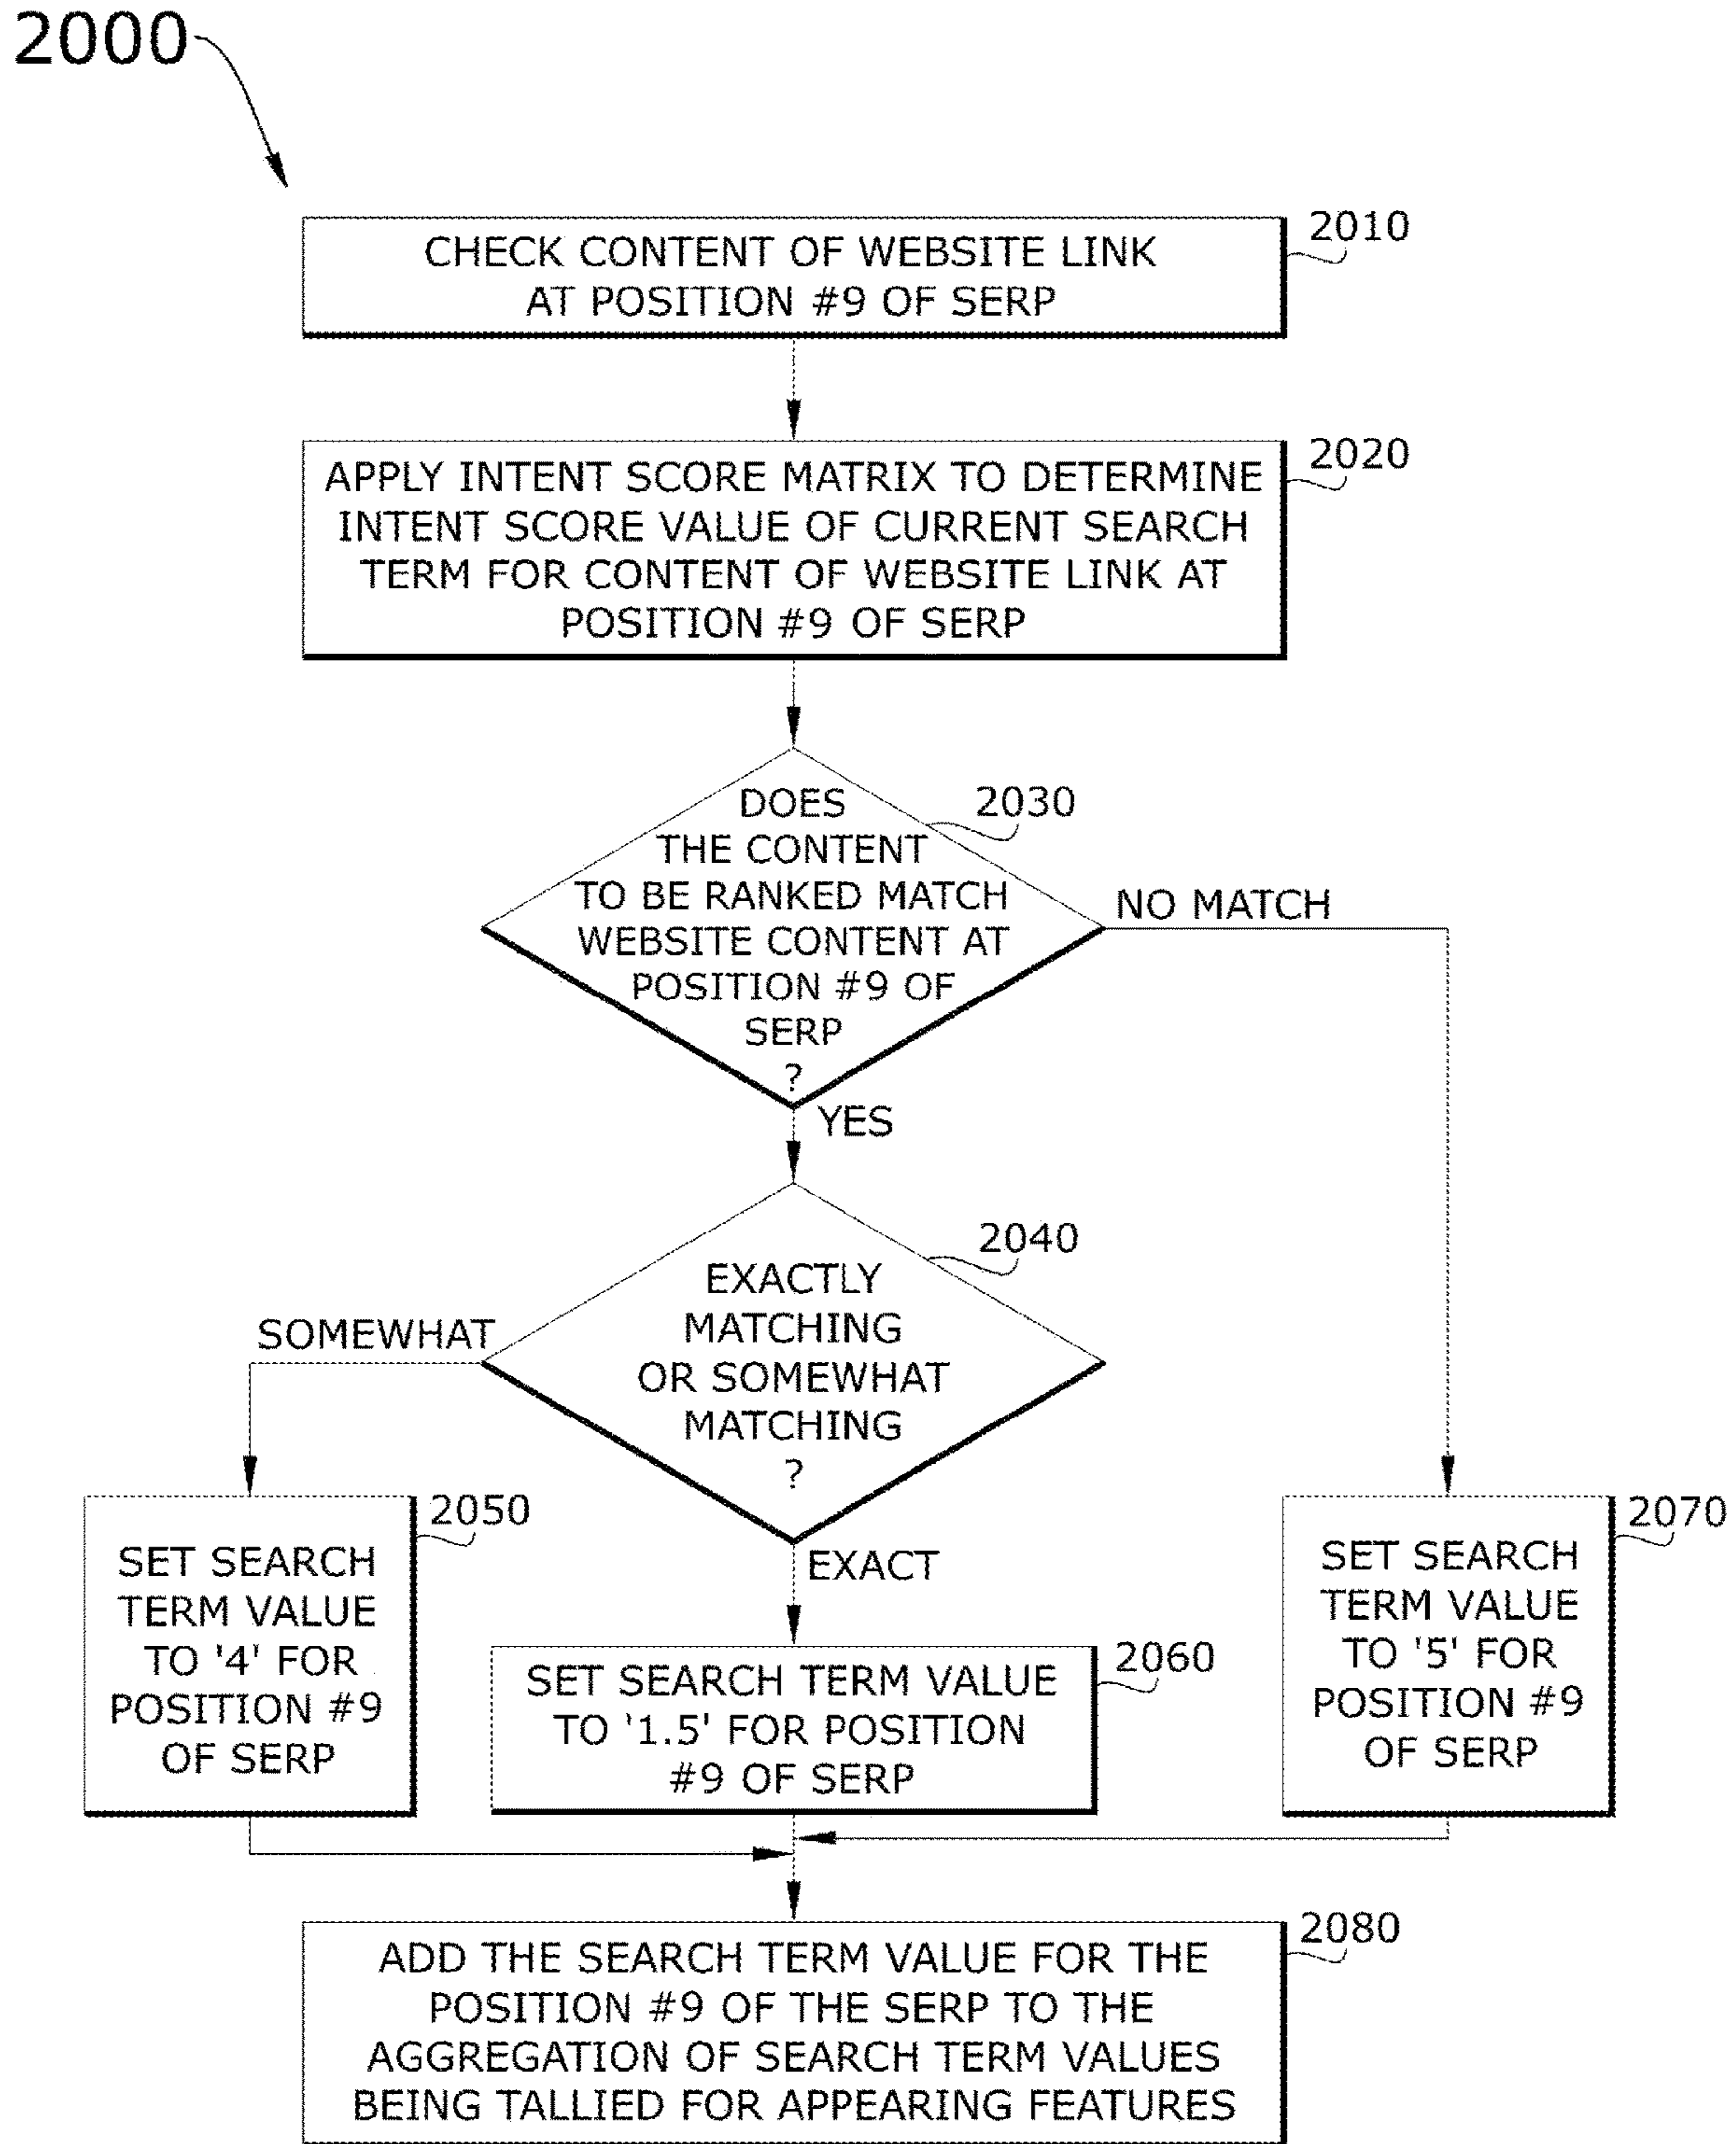 2000
2010
CHECK CONTENT OF WEBSITE LINK
AT POSITION #9 OF SERP
2020
APPLY INTENT SCORE MATRIX TO DETERMINE
INTENT SCORE VALUE OF CURRENT SEARCH
TERM FOR CONTENT OF WEBSITE LINK AT
POSITION #9 OF SERP
2030
DOES
THE CONTENT
TO BE RANKED MATCH
WEBSITE CONTENT AT
POSITION #9 OF
SERP
?
NO MATCH
YES
2040
EXACTLY
MATCHING
OR SOMEWHAT
MATCHING
?
SOMEWHAT
EXACT
2050
SET SEARCH
TERM VALUE
TO '4' FOR
POSITION #9
OF SERP
2060
SET SEARCH TERM VALUE
TO '1.5' FOR POSITION
#9 OF SERP
2070
SET SEARCH
TERM VALUE
TO '5' FOR
POSITION #9
OF SERP
2080
ADD THE SEARCH TERM VALUE FOR THE
POSITION #9 OF THE SERP TO THE
AGGREGATION OF SEARCH TERM VALUES
BEING TALLIED FOR APPEARING FEATURES